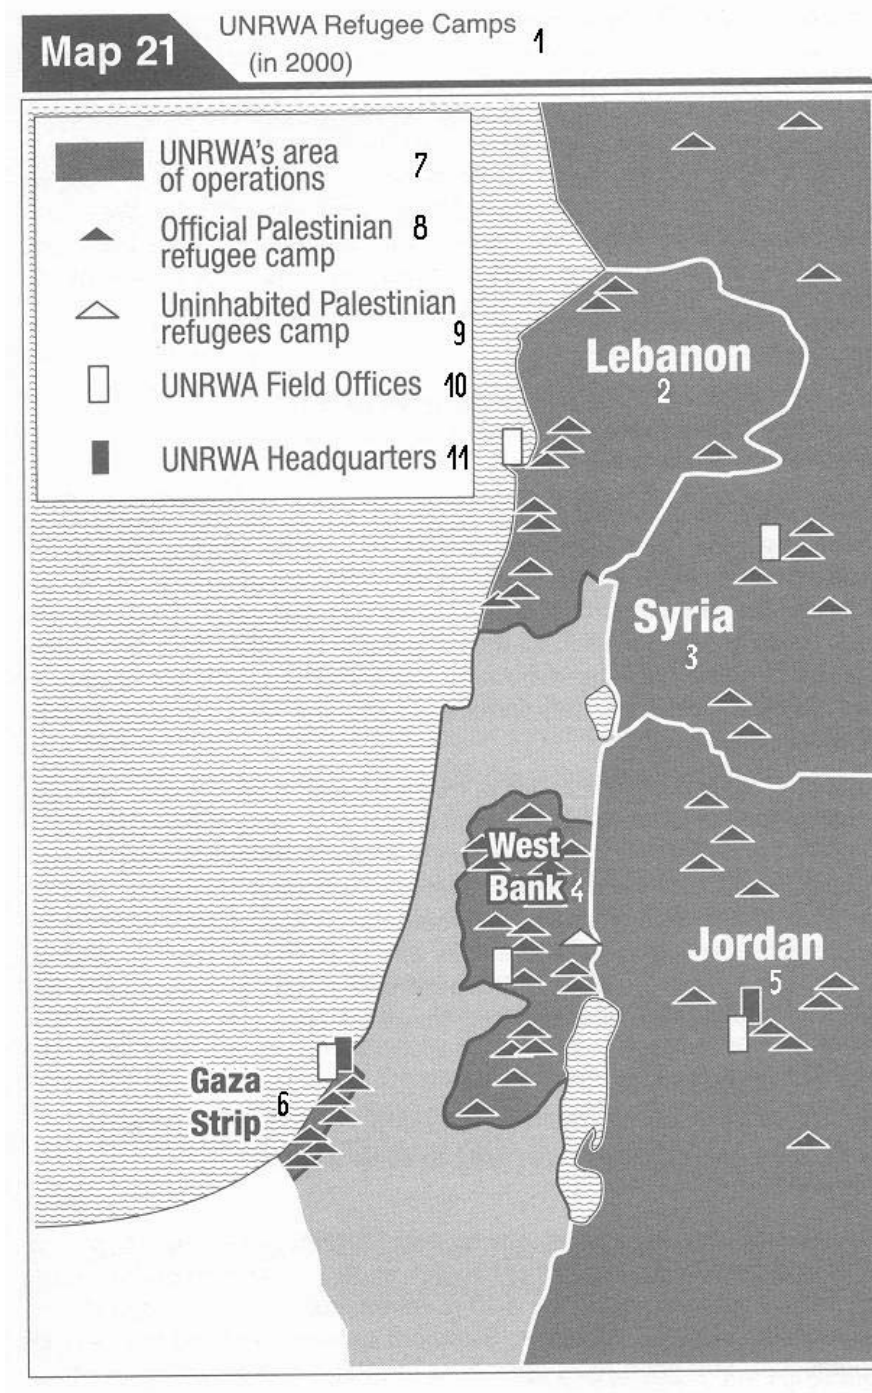 Map 21
UNRWA Refugee Camps
(in 2000)
1
UNRWA's area
of operations
7
Official Palestinian
refugee camp
8
Uninhabited Palestinian
refugees camp
9
UNRWA Field Offices 10
UNRWA Headquarters 11
Lebanon
2
Syria
3
West
Bank 4
Jordan
5
Gaza
Strip
6